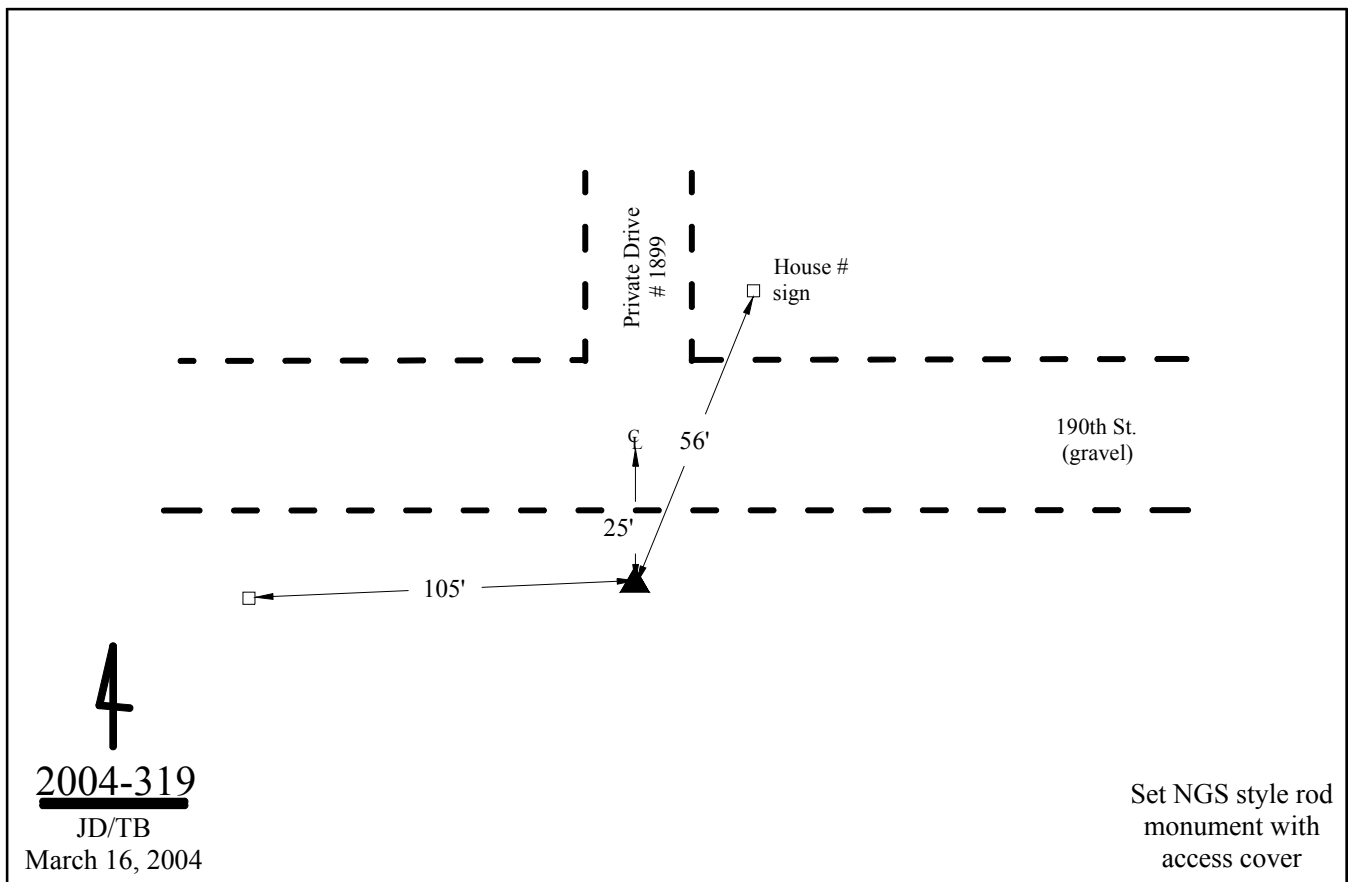 Private Drive
# 1899
House #
sign
℄
56'
190th St.
(gravel)
25'
105'
2004-319
JD/TB
March 16, 2004
Set NGS style rod
monument with
access cover